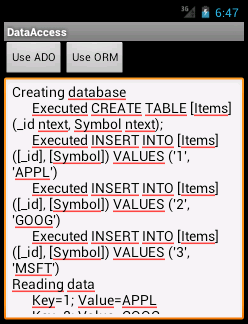 3G 6:47
DataAccess
Use ADO Use ORM
Creating database
Executed CREATE TABLE [Items]
(_id ntext, Symbol ntext);
Executed INSERT INTO [Items]
([_id], [Symbol]) VALUES ('1',
'APPL')
Executed INSERT INTO [Items]
([_id], [Symbol]) VALUES ('2',
'GOOG')
Executed INSERT INTO [Items]
([_id], [Symbol]) VALUES ('3',
'MSFT')
Reading data
Key=1; Value=APPL